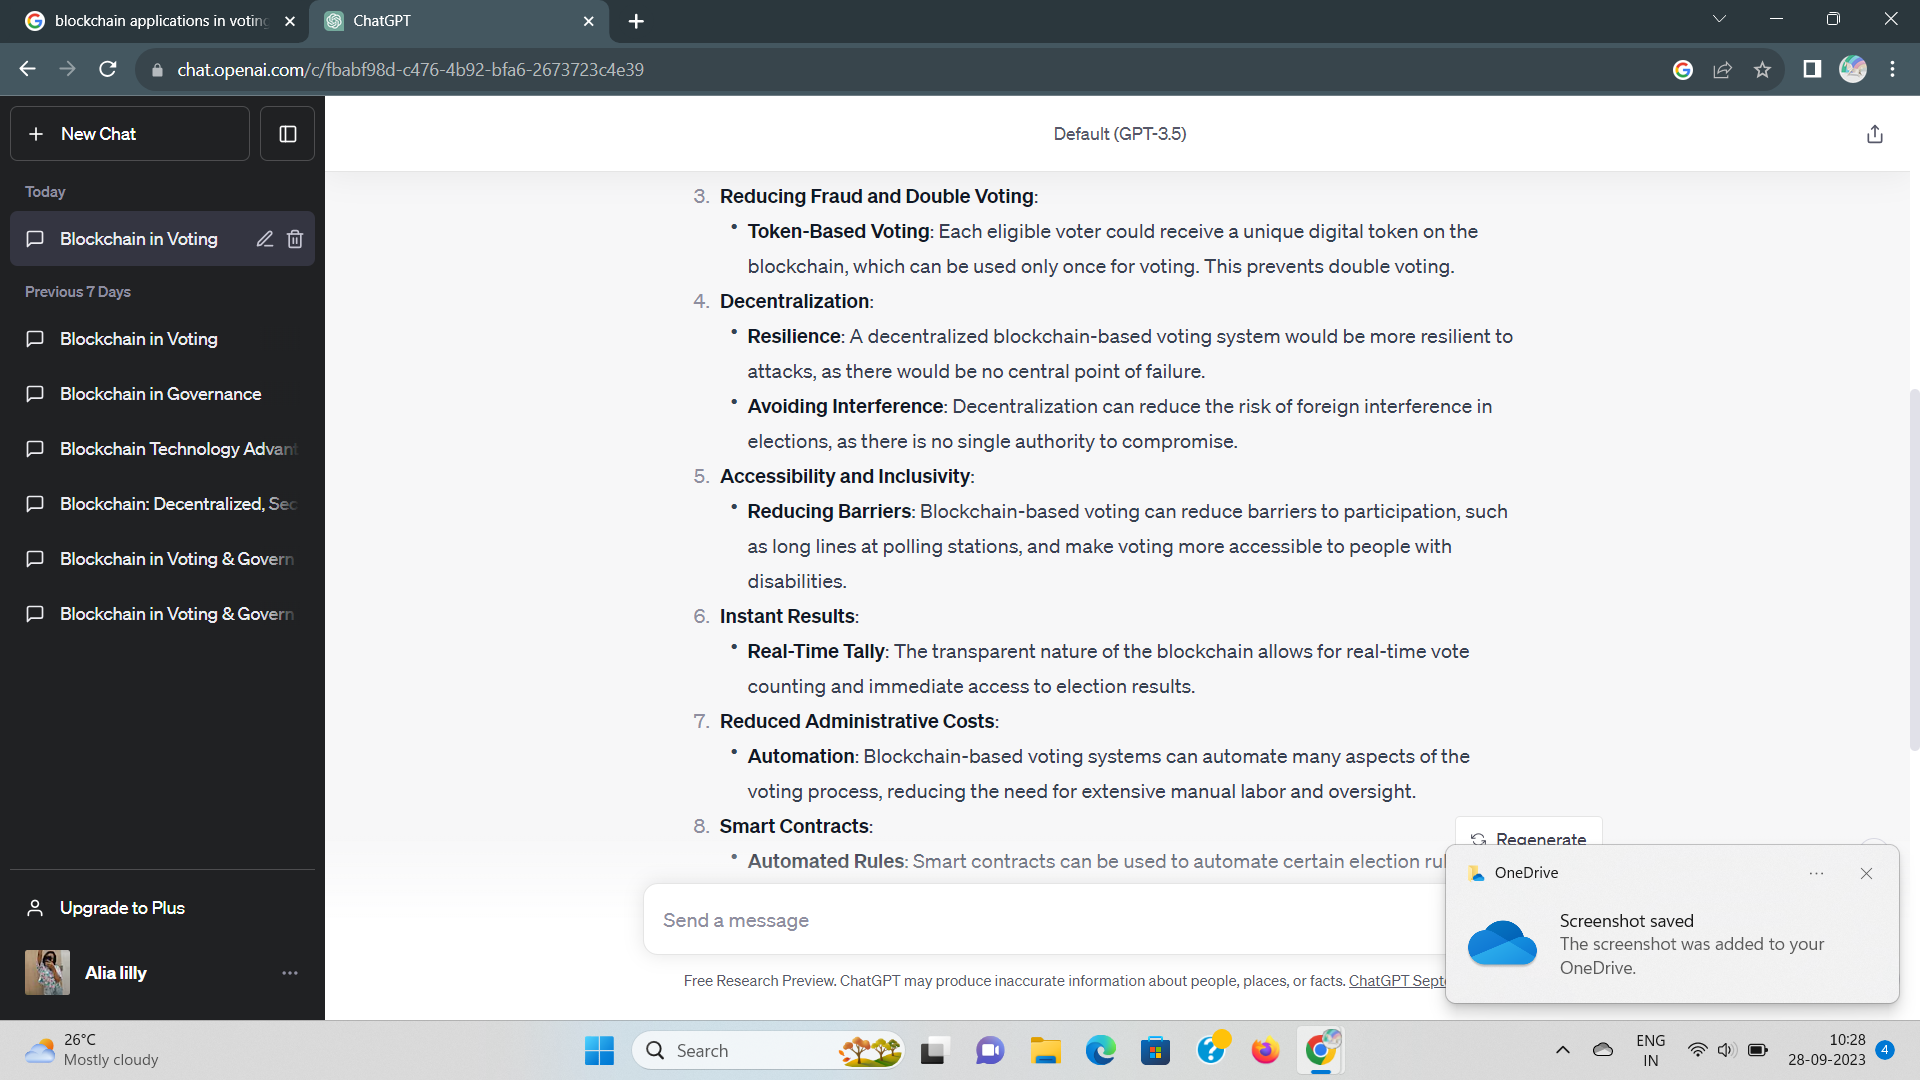 blockchain applications in voting
ChatGPT
chat.openai.com/c/fbabf98d-c476-4b92-bfa6-2673723c4e39
New Chat
Default (GPT-3.5)
Today
Blockchain in Voting
Previous 7 Days
Blockchain in Voting
Blockchain in Governance
Blockchain Technology Advant
Blockchain: Decentralized, Sec
Blockchain in Voting & Govern
Blockchain in Voting & Govern
Upgrade to Plus
Alia lilly
3. Reducing Fraud and Double Voting:
• Token-Based Voting: Each eligible voter could receive a unique digital token on the
blockchain, which can be used only once for voting. This prevents double voting.
4. Decentralization:
• Resilience: A decentralized blockchain-based voting system would be more resilient to
attacks, as there would be no central point of failure.
• Avoiding Interference: Decentralization can reduce the risk of foreign interference in
elections, as there is no single authority to compromise.
5. Accessibility and Inclusivity:
• Reducing Barriers: Blockchain-based voting can reduce barriers to participation, such
as long lines at polling stations, and make voting more accessible to people with
disabilities.
6. Instant Results:
• Real-Time Tally: The transparent nature of the blockchain allows for real-time vote
counting and immediate access to election results.
7. Reduced Administrative Costs:
• Automation: Blockchain-based voting systems can automate many aspects of the
voting process, reducing the need for extensive manual labor and oversight.
8. Smart Contracts:
• Automated Rules: Smart contracts can be used to automate certain election rul
Regenerate
Send a message
Free Research Preview. ChatGPT may produce inaccurate information about people, places, or facts. ChatGPT Septe
OneDrive
Screenshot saved
The screenshot was added to your
OneDrive.
26°C
Mostly cloudy
Search
ENG
IN
10:28
28-09-2023
4